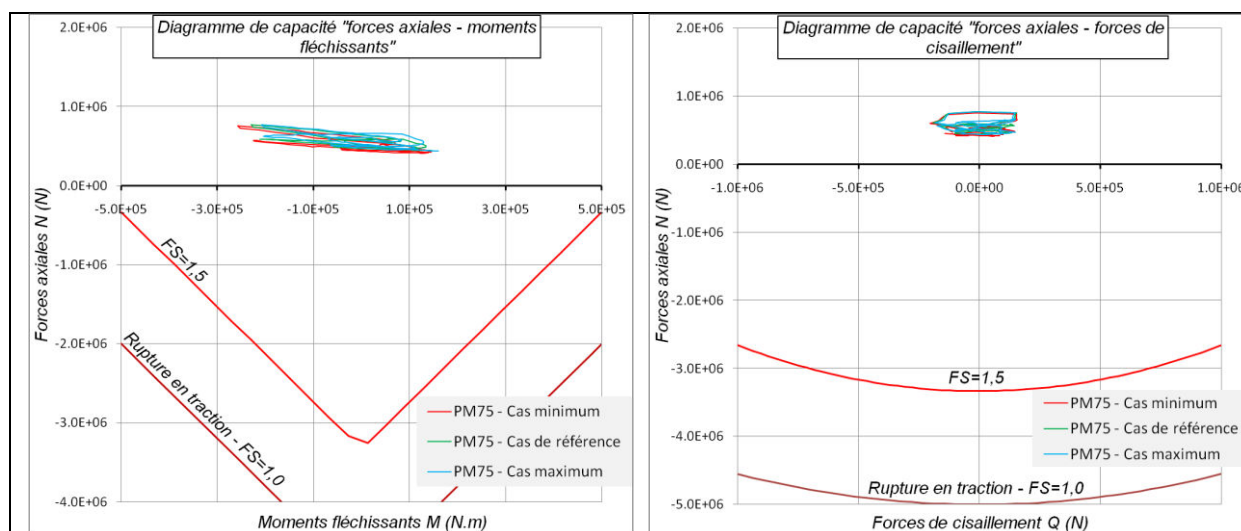 Diagramme de capacité "forces axiales - moments
fléchissants"
2.0E+06
1.0E+06
0.0E+00
-1.0E+06
-2.0E+06
-3.0E+06
-4.0E+06
-5.0E+05
-3.0E+05
-1.0E+05
1.0E+05
3.0E+05
5.0E+05
Forces axiales N (N)
FS=1,5
Rupture en traction - FS=1,0
PM75 - Cas minimum
PM75 - Cas de référence
PM75 - Cas maximum
Moments fléchissants M (N.m)
Diagramme de capacité "forces axiales - forces de
cisaillement"
2.0E+06
1.0E+06
0.0E+00
-1.0E+06
-2.0E+06
-3.0E+06
-4.0E+06
-5.0E+06
-1.0E+06
-5.0E+05
0.0E+00
5.0E+05
1.0E+06
Forces axiales N (N)
FS=1,5
PM75 - Cas minimum
PM75 - Cas de référence
PM75 - Cas maximum
Rupture en traction - FS=1,0
Forces de cisaillement Q (N)